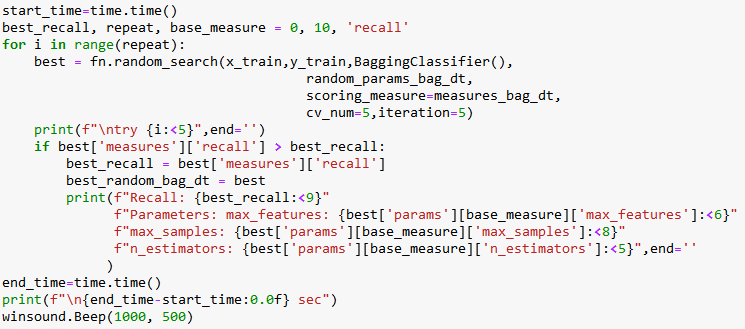 start_time=time.time()
best_recall, repeat, base_measure = 0, 10, 'recall'
for i in range(repeat):
    best = fn.random_search(x_train,y_train,BaggingClassifier(),
                                      random_params_bag_dt,
                                      scoring_measure=measures_bag_dt,
                                      cv_num=5,iteration=5)
    print(f"\ntry {i:<5}",end='')
    if best['measures']['recall'] > best_recall:
        best_recall = best['measures']['recall']
        best_random_bag_dt = best
        print(f"Recall: {best_recall:<9}"
              f"Parameters: max_features: {best['params'][base_measure]['max_features']:<6}"
              f"max_samples: {best['params'][base_measure]['max_samples']:<8}"
              f"n_estimators: {best['params'][base_measure]['n_estimators']:<5}",end=''
             )
end_time=time.time()
print(f"\n{end_time-start_time:0.0f} sec")
winsound.Beep(1000, 500)